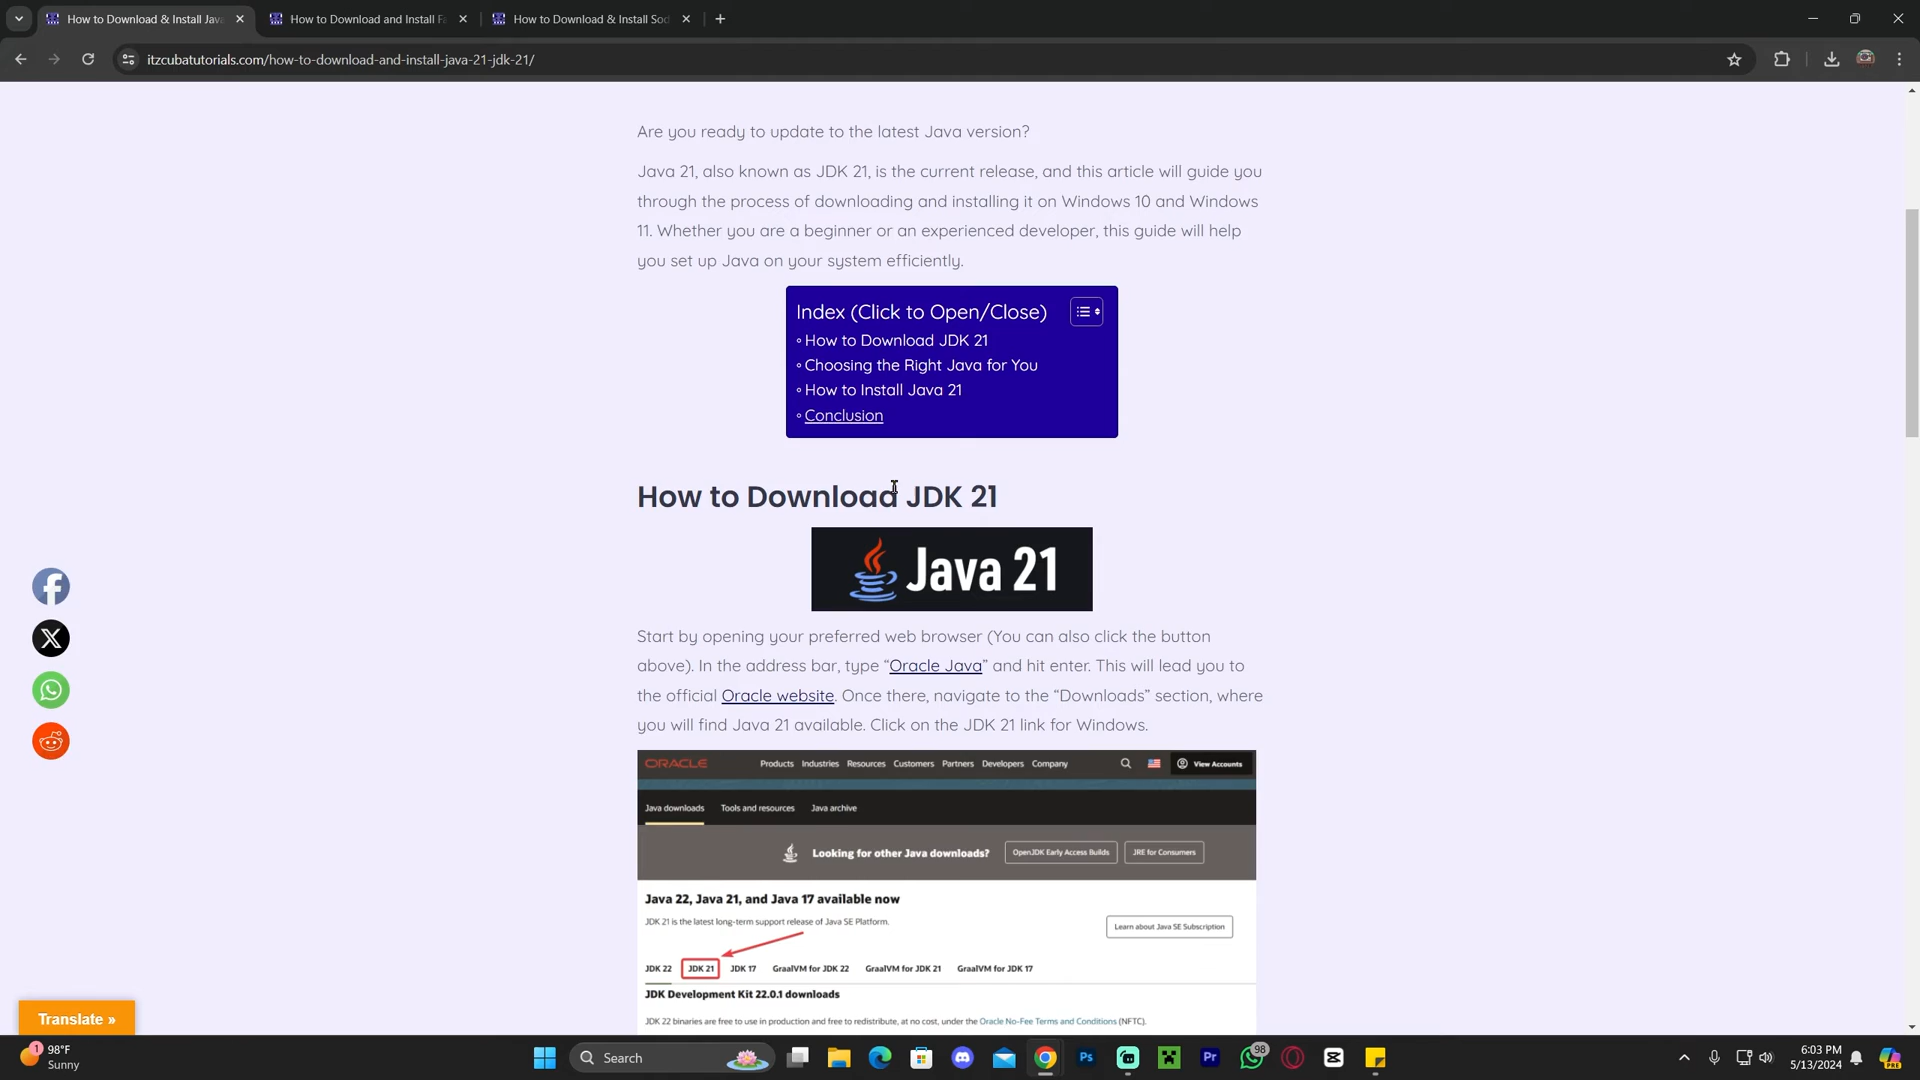 How to Download & Install Java
How to Download and Install Fa
How to Download & Install Sod
itzcubatutorials.com/how-to-download-and-install-java-21-jdk-21/
Are you ready to update to the latest Java version?
Java 21, also known as JDK 21, is the current release, and this article will guide you
through the process of downloading and installing it on Windows 10 and Windows
11. Whether you are a beginner or an experienced developer, this guide will help
you set up Java on your system efficiently.
Index (Click to Open/Close)
How to Download JDK 21
Choosing the Right Java for You
How to Install Java 21
Conclusion
How to Download JDK 21
Java 21
Start by opening your preferred web browser (You can also click the button
above). In the address bar, type “Oracle Java” and hit enter. This will lead you to
the official Oracle website. Once there, navigate to the “Downloads” section, where
you will find Java 21 available. Click on the JDK 21 link for Windows.
ORACLE Products Industries Resources Customers Partners Developers Company View Accounts
Java downloads Tools and resources Java archive
Looking for other Java downloads? OpenJDK Early Access Builds JRE for Consumers
Java 22, Java 21, and Java 17 available now
JDK 21 is the latest long-term support release of Java SE Platform.
Learn about Java SE Subscription
JDK 22 JDK 21 JDK 17 GraalVM for JDK 22 GraalVM for JDK 21 GraalVM for JDK 17
JDK Development Kit 22.0.1 downloads
JDK 22 binaries are free to use in production and free to redistribute, at no cost, under the Oracle No-Fee Terms and Conditions (NFTC).
Translate »
1
98°F
Sunny
Search
Ps
Pr
98
6:03 PM
5/13/2024
PRE